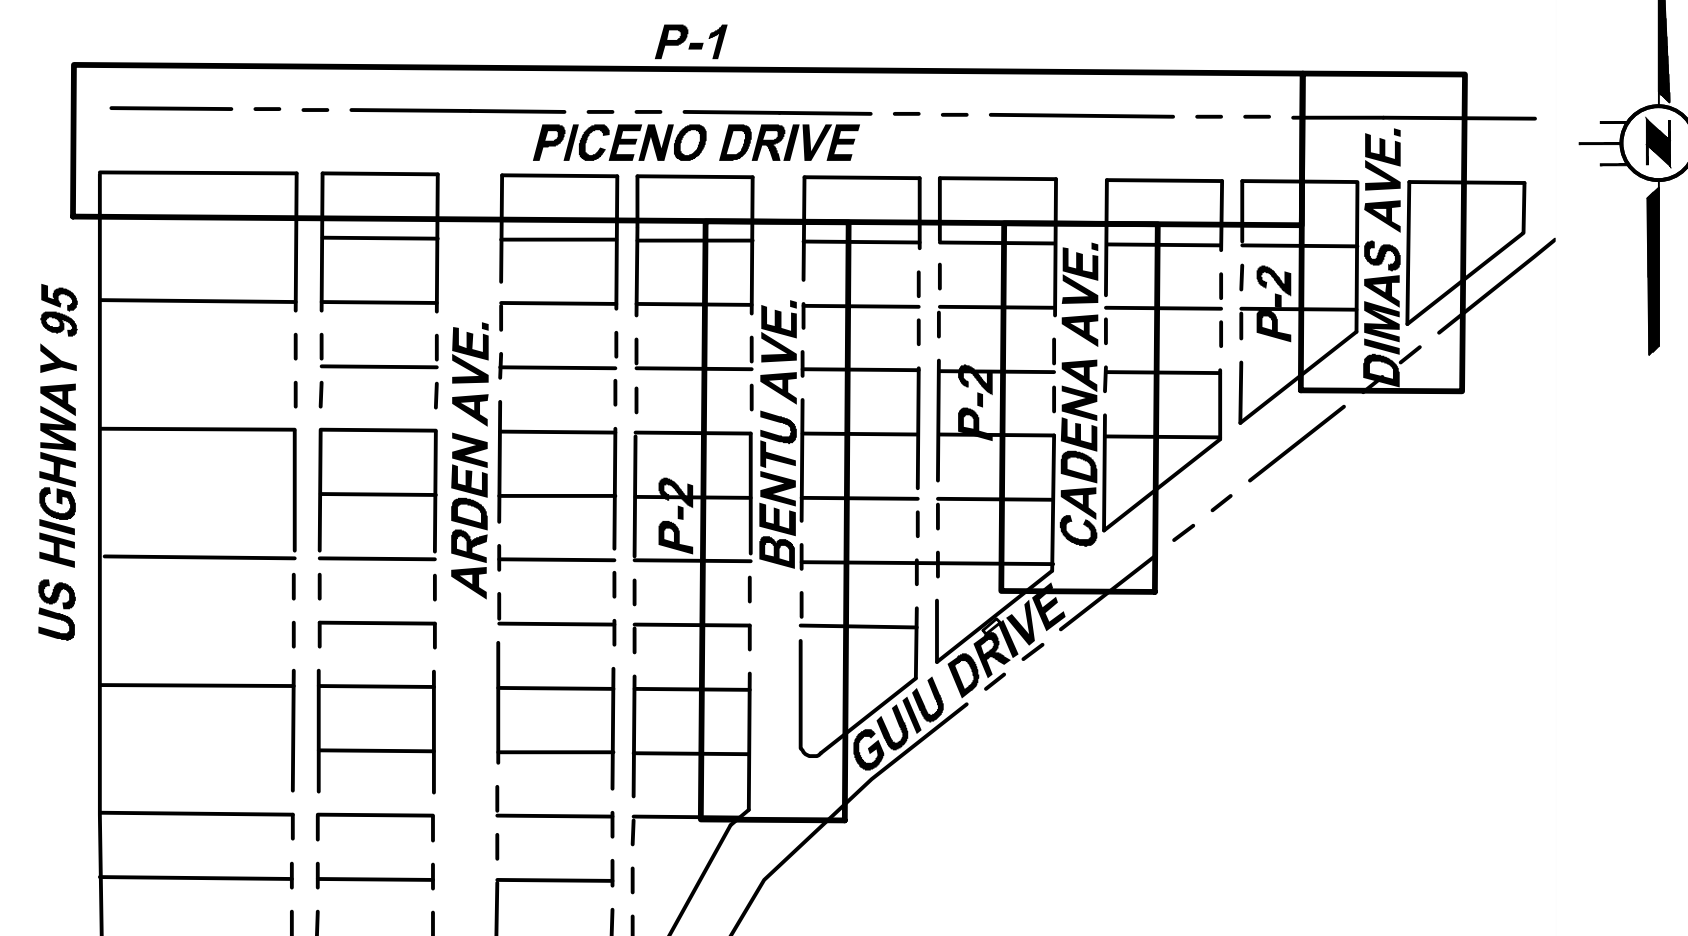 P-1
PICENO DRIVE
US HIGHWAY 95
ARDEN AVE.
P-2
BENTU AVE.
P-2
CADENA AVE.
P-2
DIMAS AVE.
GUIU DRIVE
N